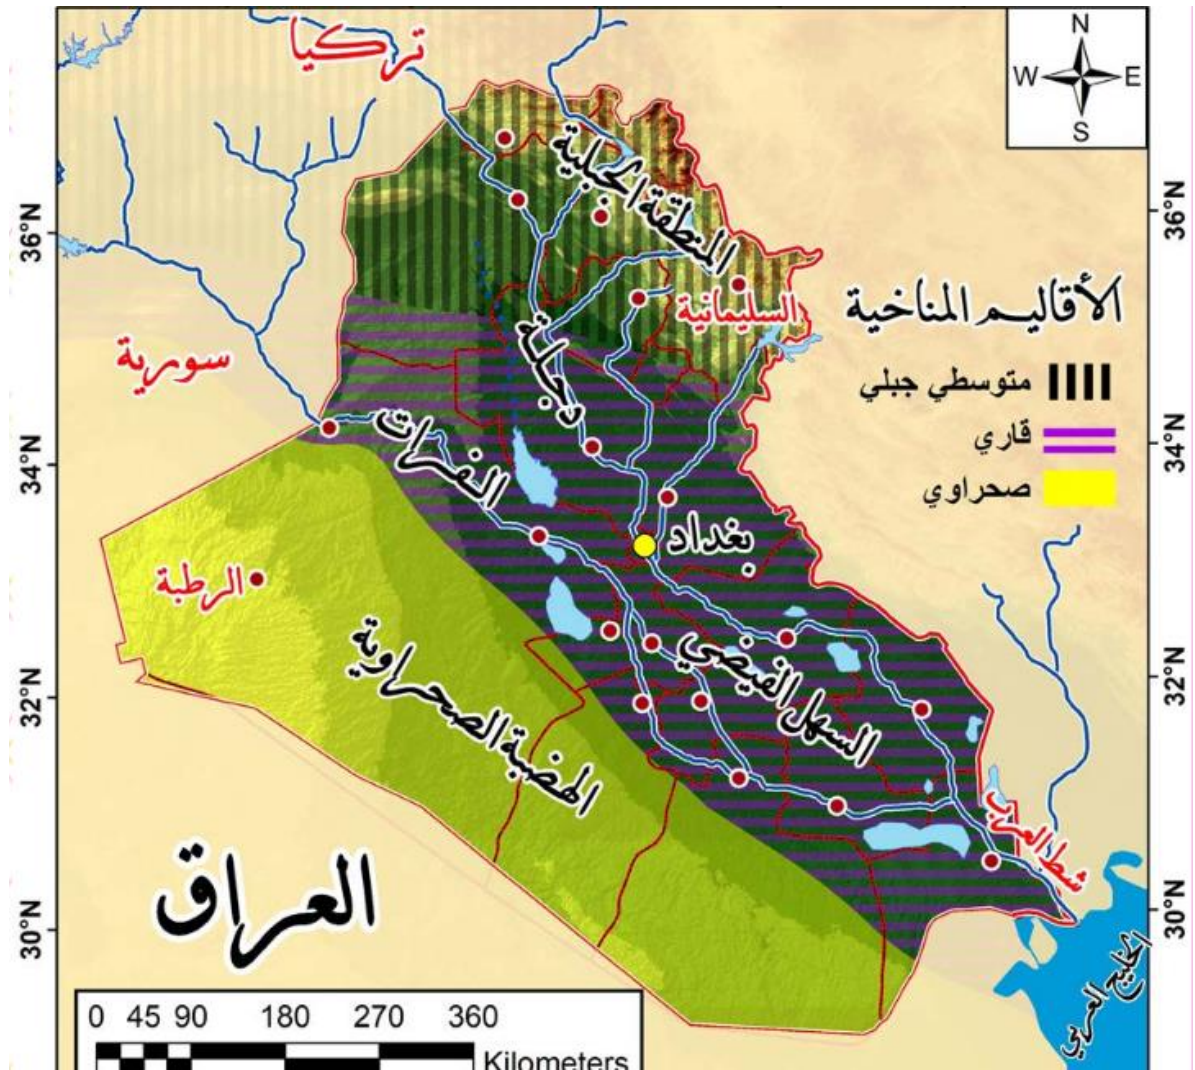 تركيا
N
W E
S
المنطقة الجبلية
36°N
36°N
الأقاليم المناخية
السليمانية
متوسطي جبلي
قاري
صحراوي
سورية
دجلة
الفرات
34°N
34°N
بغداد
الرطبة
السهل الفيضي
الهضبة الصحراوية
32°N
32°N
شط العرب
العراق
30°N
30°N
الخليج العربي
0 45 90 180 270 360
Kilometers